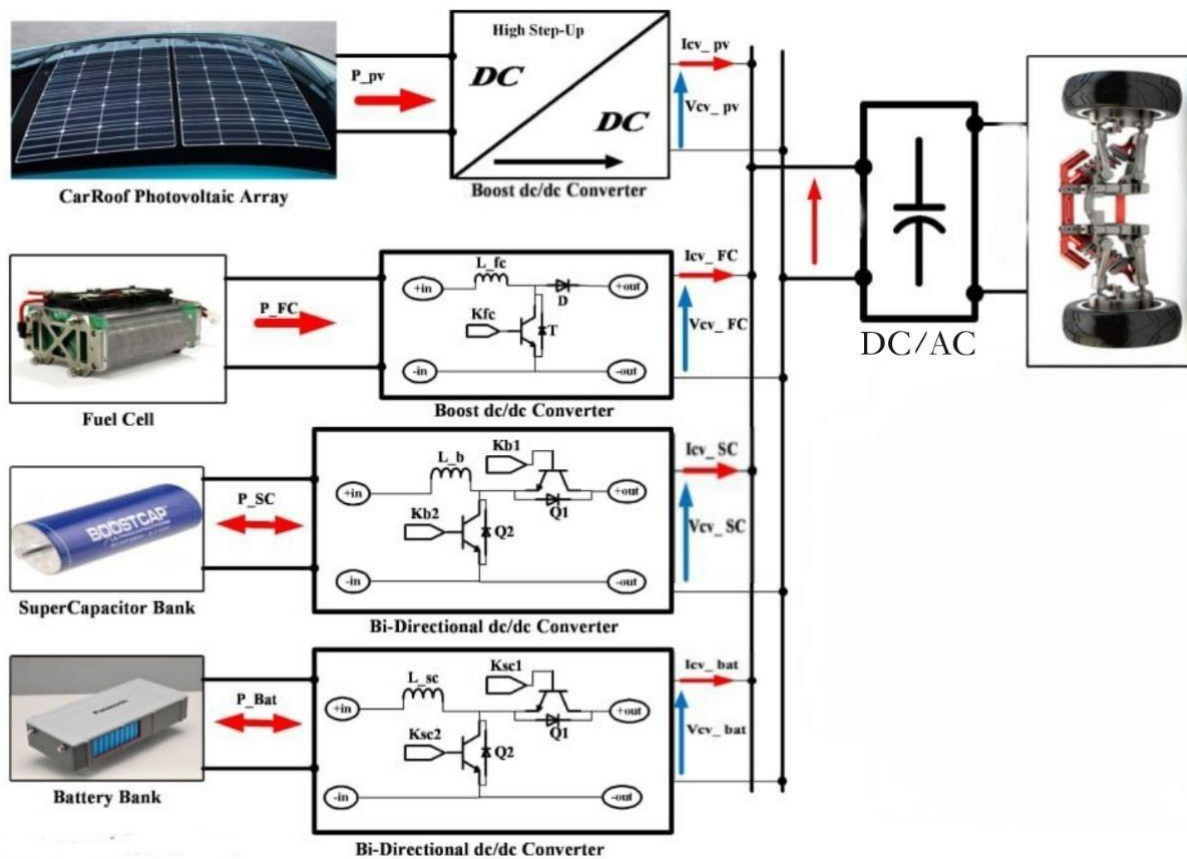 High Step-Up
DC
DC
P_pv
Icv_ pv
Vcv_ pv
CarRoof Photovoltaic Array
Boost dc/dc Converter
P_FC
L_fc
+in
+out
D
Kfc
T
-in
-out
Icv_ FC
Vcv_ FC
Fuel Cell
Boost dc/dc Converter
DC/AC
BOOSTCAP
P_SC
L_b
Kb1
+in
+out
Q1
Kb2
Q2
-in
-out
Icv_ SC
Vcv_ SC
SuperCapacitor Bank
Bi-Directional dc/dc Converter
Panasonic
P_Bat
L_sc
Ksc1
+in
+out
Q1
Ksc2
Q2
-in
-out
Icv_ bat
Vcv_ bat
Battery Bank
Bi-Directional dc/dc Converter